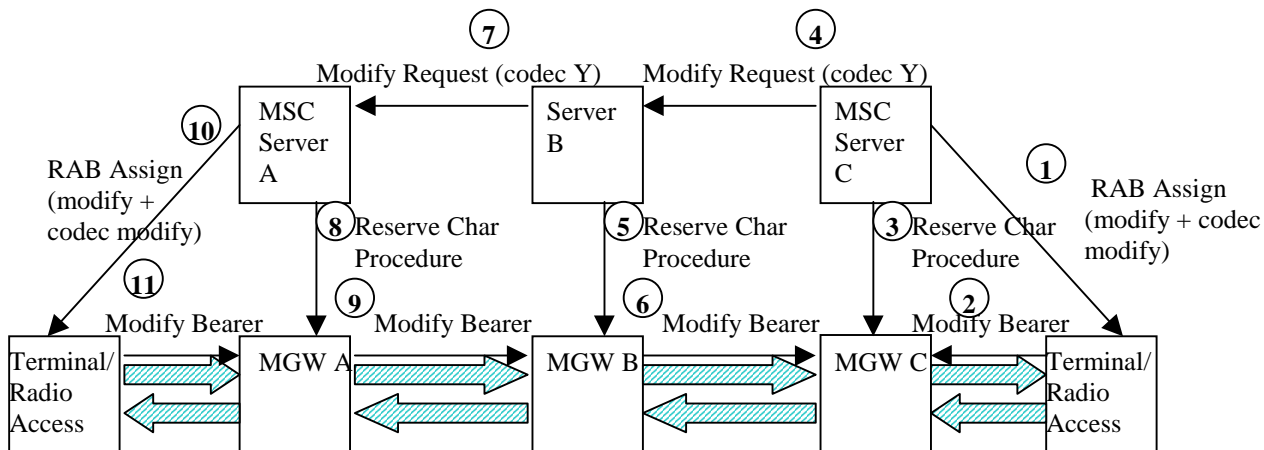 7
4
Modify Request (codec Y)
Modify Request (codec Y)
MSC
Server
A
Server
B
MSC
Server
C
10
1
RAB Assign
(modify +
codec modify)
RAB Assign
(modify + codec
modify)
8
Reserve Char
Procedure
5
Reserve Char
Procedure
3
Reserve Char
Procedure
11
9
6
2
Modify Bearer
Modify Bearer
Modify Bearer
Modify Bearer
Terminal/
Radio
Access
MGW A
MGW B
MGW C
Terminal/
Radio
Access